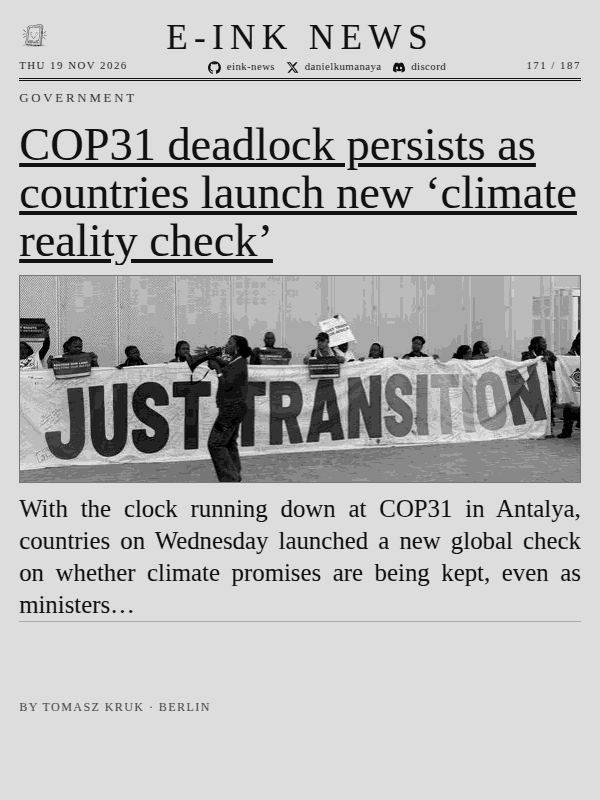 E-INK NEWS
THU 19 NOV 2026
eink-news danielkumanaya discord
171 / 187
GOVERNMENT
COP31 deadlock persists as
countries launch new ‘climate
reality check’
JUST TRANSITION
With the clock running down at COP31 in Antalya,
countries on Wednesday launched a new global check
on whether climate promises are being kept, even as
ministers…
BY TOMASZ KRUK · BERLIN